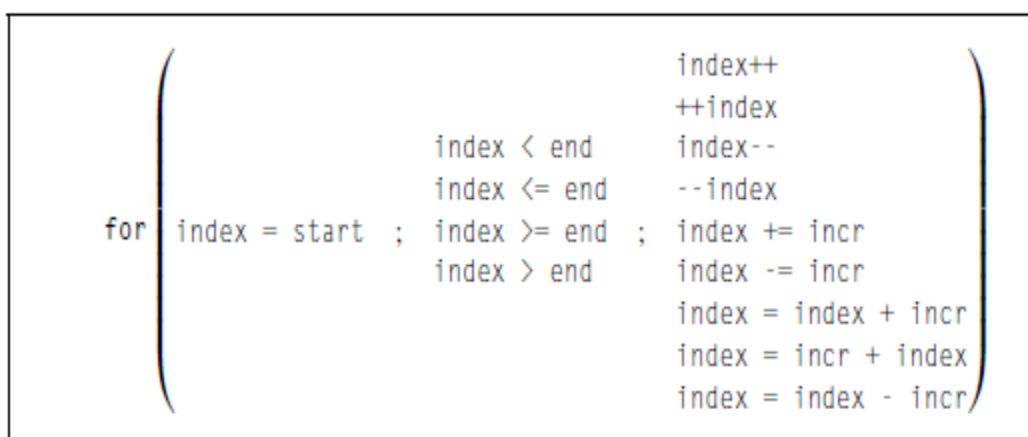 index++
++index
index < end index--
index <= end --index
for ( index = start ; index >= end ; index += incr )
index > end index -= incr
index = index + incr
index = incr + index
index = index - incr